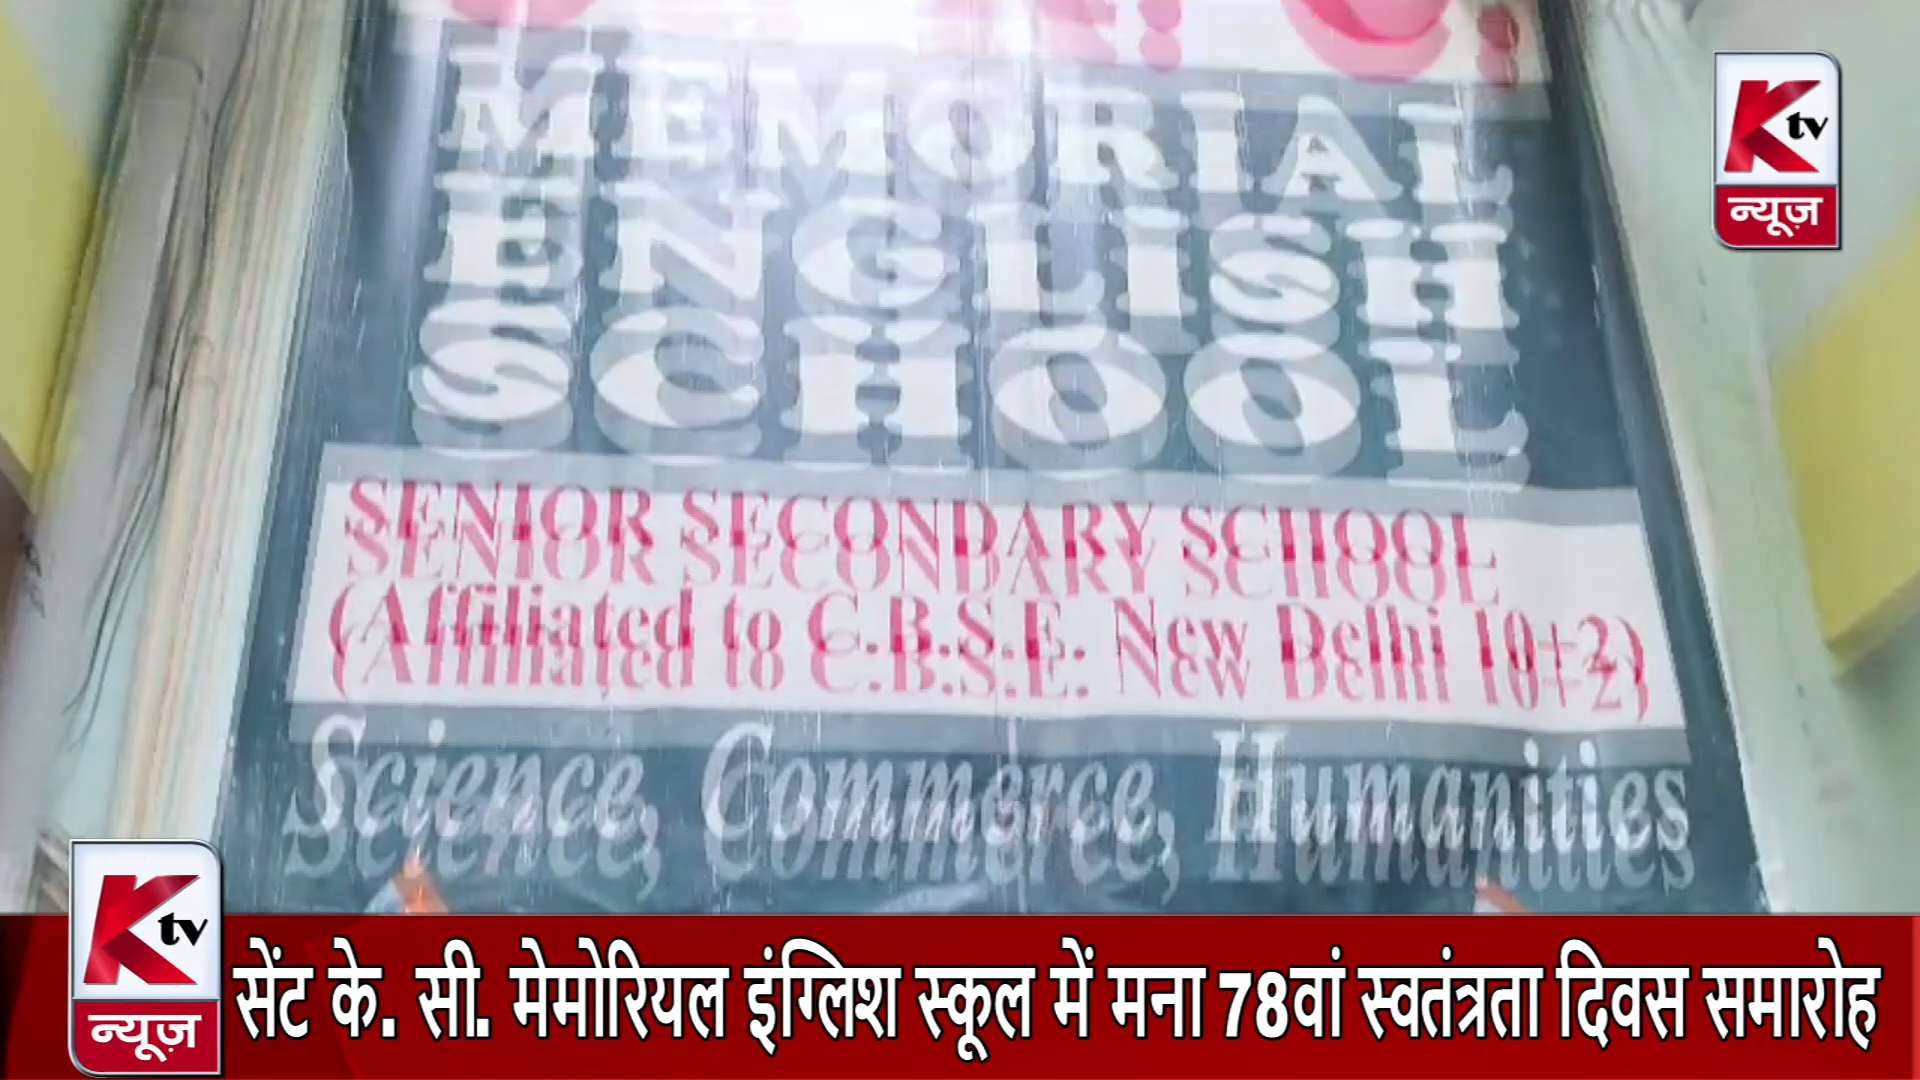 K. C.
MEMORIAL
ENGLISH
SCHOOL
SENIOR SECONDARY SCHOOL
(Affiliated to C.B.S.E. New Delhi 10+2)
Science, Commerce, Humanities
K tv
न्यूज़
K tv
न्यूज़
सेंट के. सी. मेमोरियल इंग्लिश स्कूल में मना 78वां स्वतंत्रता दिवस समारोह